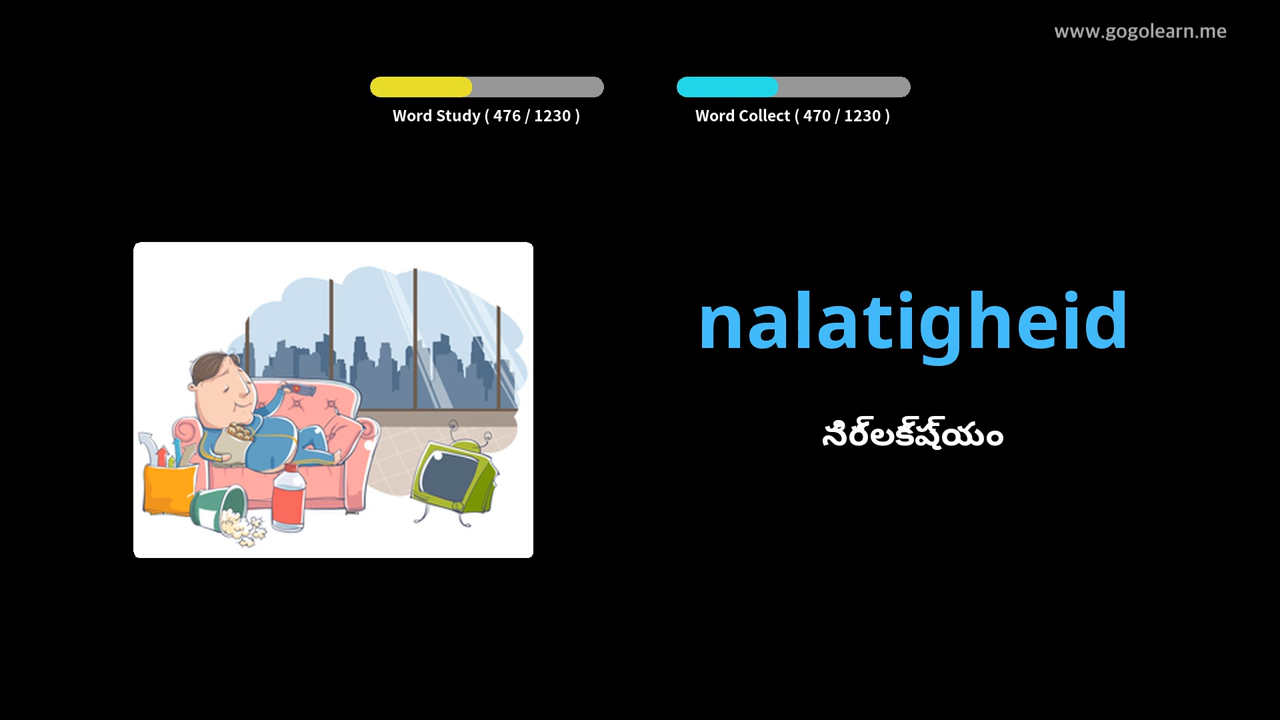 www.gogolearn.me
Word Study ( 476 / 1230 )
Word Collect ( 470 / 1230 )
nalatigheid
నిర్‌లక్‌ష్‌యం